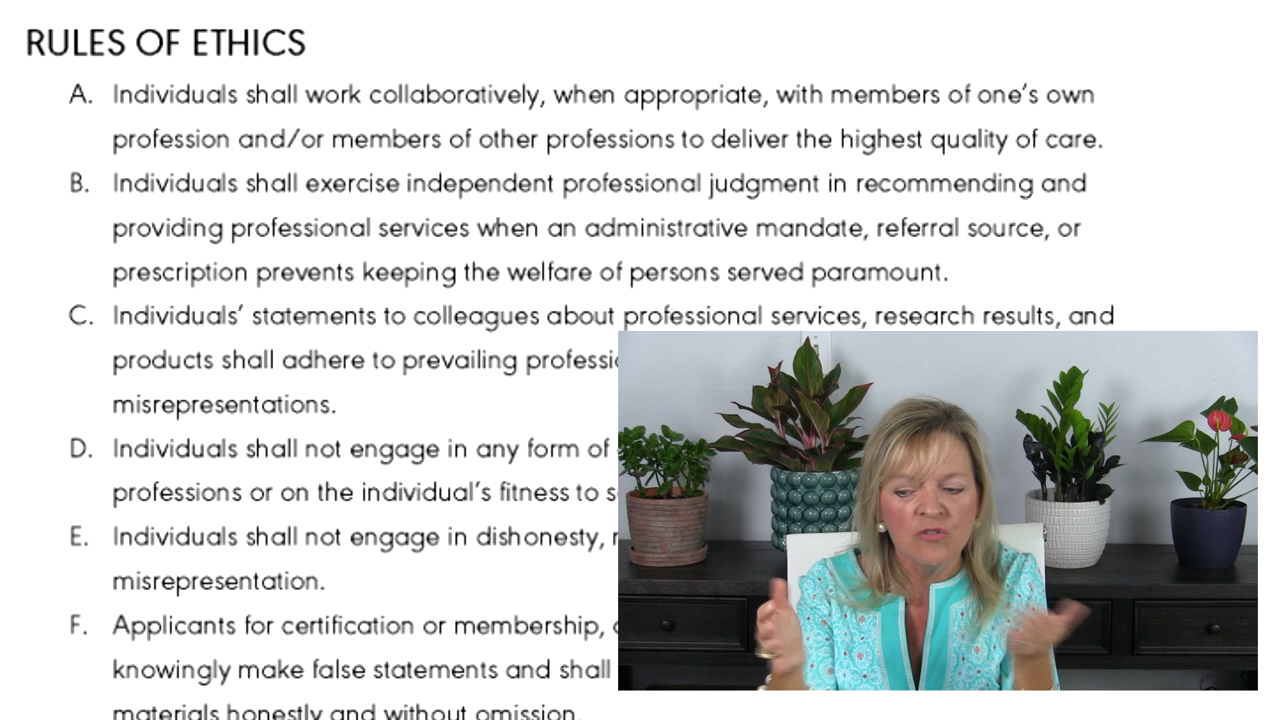 RULES OF ETHICS
A. Individuals shall work collaboratively, when appropriate, with members of one's own
profession and/or members of other professions to deliver the highest quality of care.
B. Individuals shall exercise independent professional judgment in recommending and
providing professional services when an administrative mandate, referral source, or
prescription prevents keeping the welfare of persons served paramount.
C. Individuals' statements to colleagues about professional services, research results, and
products shall adhere to prevailing
misrepresentations.
D. Individuals shall not engage in any form of
professions or on the individual's fitness to
E. Individuals shall not engage in dishonesty,
misrepresentation.
F. Applicants for certification or membership,
knowingly make false statements and shall
materials honestly and without omission.